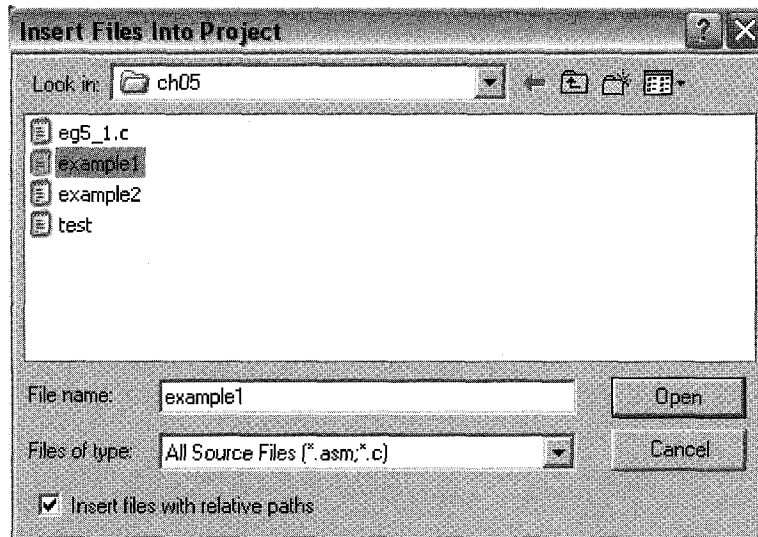 Insert Files Into Project
Look in: ch05
eg5_1.c
example1
example2
test
File name: example1 Open
Files of type: All Source Files (*.asm;*.c) Cancel
Insert files with relative paths